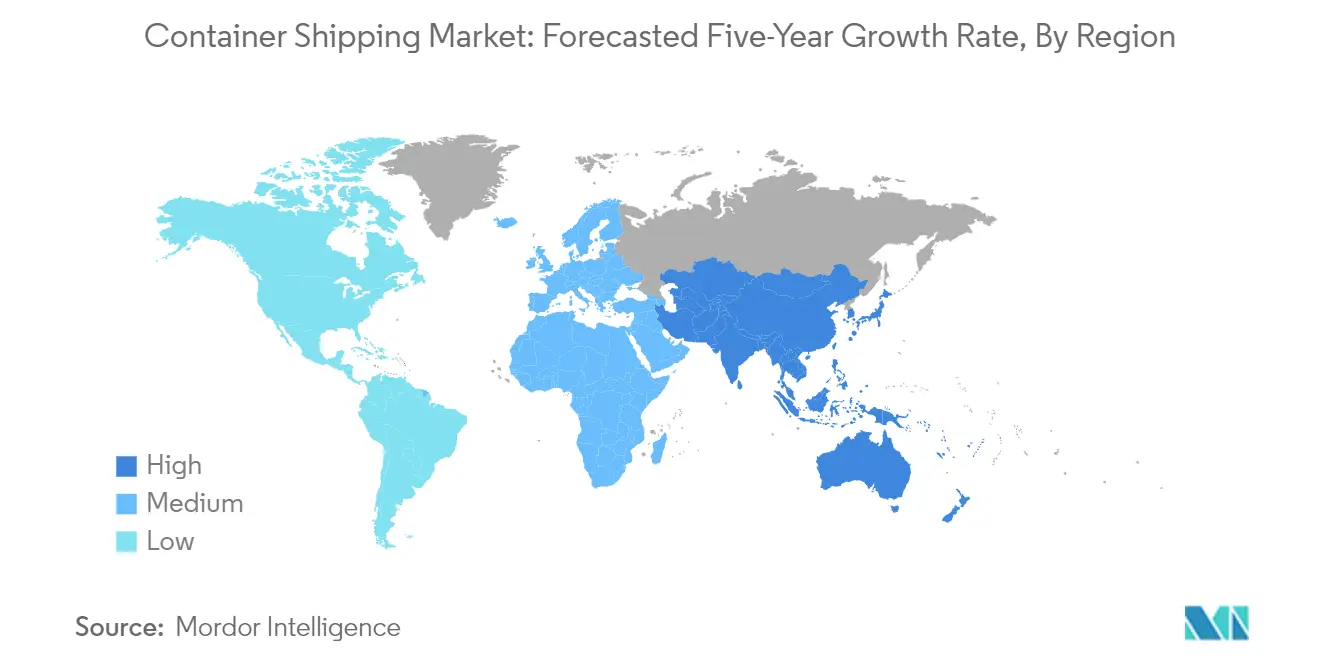 Container Shipping Market: Forecasted Five-Year Growth Rate, By Region
High
Medium
Low
Source: Mordor Intelligence